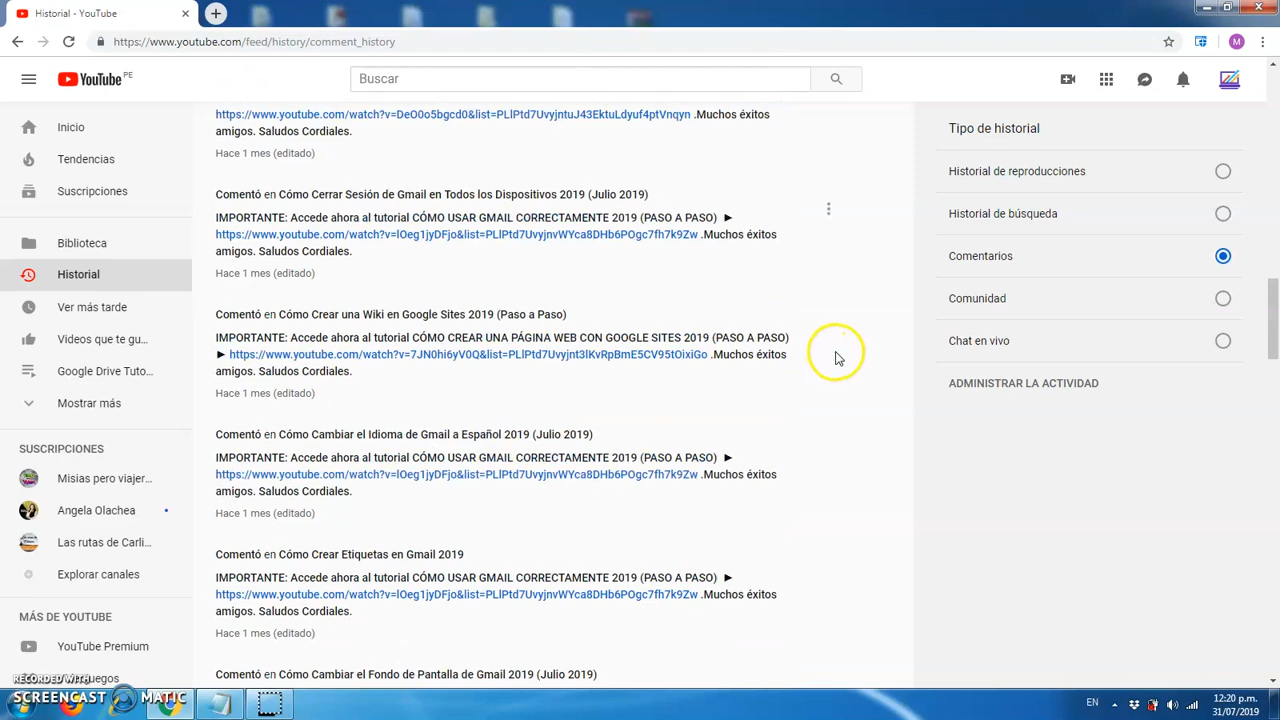 Historial - YouTube
https://www.youtube.com/feed/history/comment_history
YouTube PE
Buscar
Inicio
Tendencias
Suscripciones
Biblioteca
Historial
Ver más tarde
Videos que te gu...
Google Drive Tuto...
Mostrar más
SUSCRIPCIONES
Misias pero viajer...
Angela Olachea
Las rutas de Carli...
Explorar canales
MÁS DE YOUTUBE
YouTube Premium
https://www.youtube.com/watch?v=DeO0o5bgcd0&list=PLlPtd7UvyjntuJ43EktuLdyuf4ptVnqyn .Muchos éxitos
amigos. Saludos Cordiales.
Hace 1 mes (editado)
Comentó en Cómo Cerrar Sesión de Gmail en Todos los Dispositivos 2019 (Julio 2019)
IMPORTANTE: Accede ahora al tutorial CÓMO USAR GMAIL CORRECTAMENTE 2019 (PASO A PASO) ►
https://www.youtube.com/watch?v=lOeg1jyDFjo&list=PLlPtd7UvyjnvWYca8DHb6POgc7fh7k9Zw .Muchos éxitos
amigos. Saludos Cordiales.
Hace 1 mes (editado)
Comentó en Cómo Crear una Wiki en Google Sites 2019 (Paso a Paso)
IMPORTANTE: Accede ahora al tutorial CÓMO CREAR UNA PÁGINA WEB CON GOOGLE SITES 2019 (PASO A PASO)
► https://www.youtube.com/watch?v=7JN0hi6yV0Q&list=PLlPtd7Uvyjnt3lKvRpBmE5CV95tOixiGo .Muchos éxitos
amigos. Saludos Cordiales.
Hace 1 mes (editado)
Comentó en Cómo Cambiar el Idioma de Gmail a Español 2019 (Julio 2019)
IMPORTANTE: Accede ahora al tutorial CÓMO USAR GMAIL CORRECTAMENTE 2019 (PASO A PASO) ►
https://www.youtube.com/watch?v=lOeg1jyDFjo&list=PLlPtd7UvyjnvWYca8DHb6POgc7fh7k9Zw .Muchos éxitos
amigos. Saludos Cordiales.
Hace 1 mes (editado)
Comentó en Cómo Crear Etiquetas en Gmail 2019
IMPORTANTE: Accede ahora al tutorial CÓMO USAR GMAIL CORRECTAMENTE 2019 (PASO A PASO) ►
https://www.youtube.com/watch?v=lOeg1jyDFjo&list=PLlPtd7UvyjnvWYca8DHb6POgc7fh7k9Zw .Muchos éxitos
amigos. Saludos Cordiales.
Hace 1 mes (editado)
Comentó en Cómo Cambiar el Fondo de Pantalla de Gmail 2019 (Julio 2019)
Tipo de historial
Historial de reproducciones
Historial de búsqueda
Comentarios
Comunidad
Chat en vivo
ADMINISTRAR LA ACTIVIDAD
M
RECORDED WITH
SCREENCAST MATIC
EN
12:20 p.m.
31/07/2019